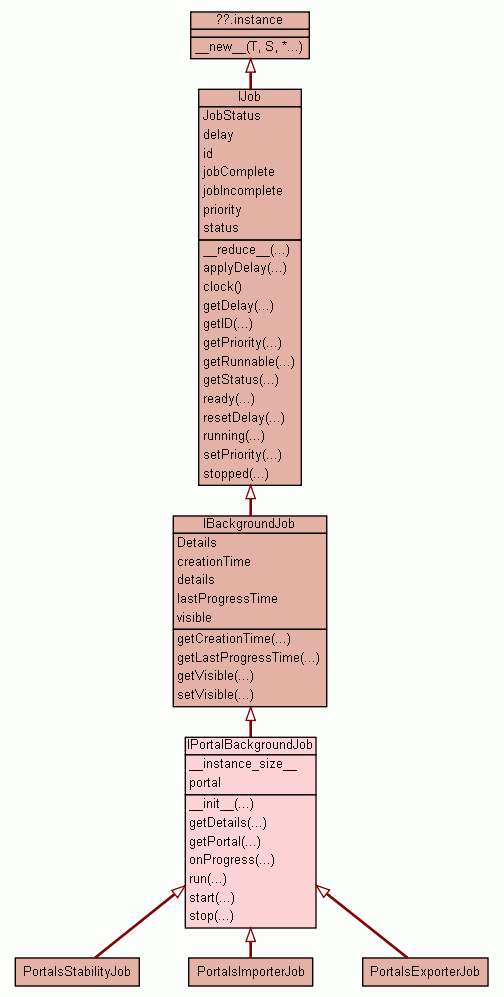 ??.instance
__new__(T, S, *...)
IJob
JobStatus
delay
id
jobComplete
jobIncomplete
priority
status
__reduce__(...)
applyDelay(...)
clock()
getDelay(...)
getID(...)
getPriority(...)
getRunnable(...)
getStatus(...)
ready(...)
resetDelay(...)
running(...)
setPriority(...)
stopped(...)
IBackgroundJob
Details
creationTime
details
lastProgressTime
visible
getCreationTime(...)
getLastProgressTime(...)
getVisible(...)
setVisible(...)
IPortalBackgroundJob
__instance_size__
portal
__init__(...)
getDetails(...)
getPortal(...)
onProgress(...)
run(...)
start(...)
stop(...)
PortalsStabilityJob
PortalsImporterJob
PortalsExporterJob